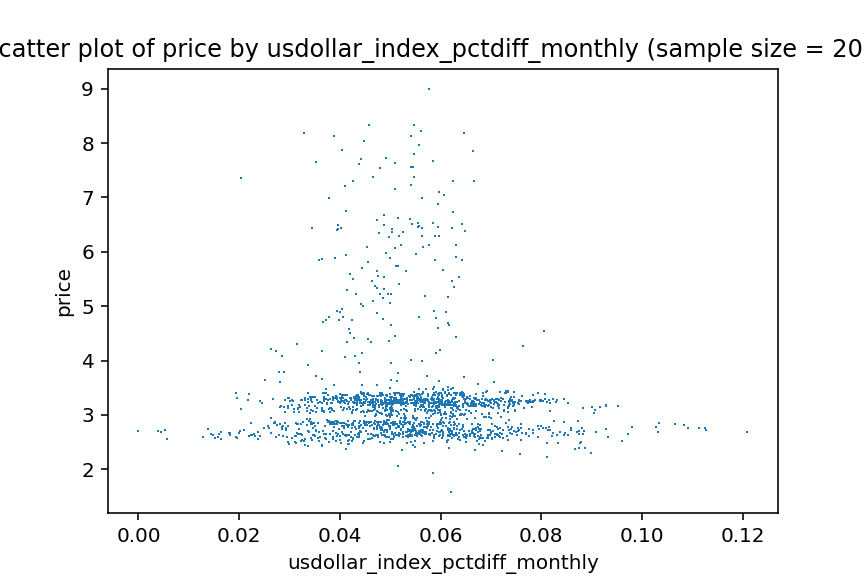 catter plot of price by usdollar_index_pctdiff_monthly (sample size = 20
9
8
7
6
5
4
3
2
price
0.00 0.02 0.04 0.06 0.08 0.10 0.12
usdollar_index_pctdiff_monthly